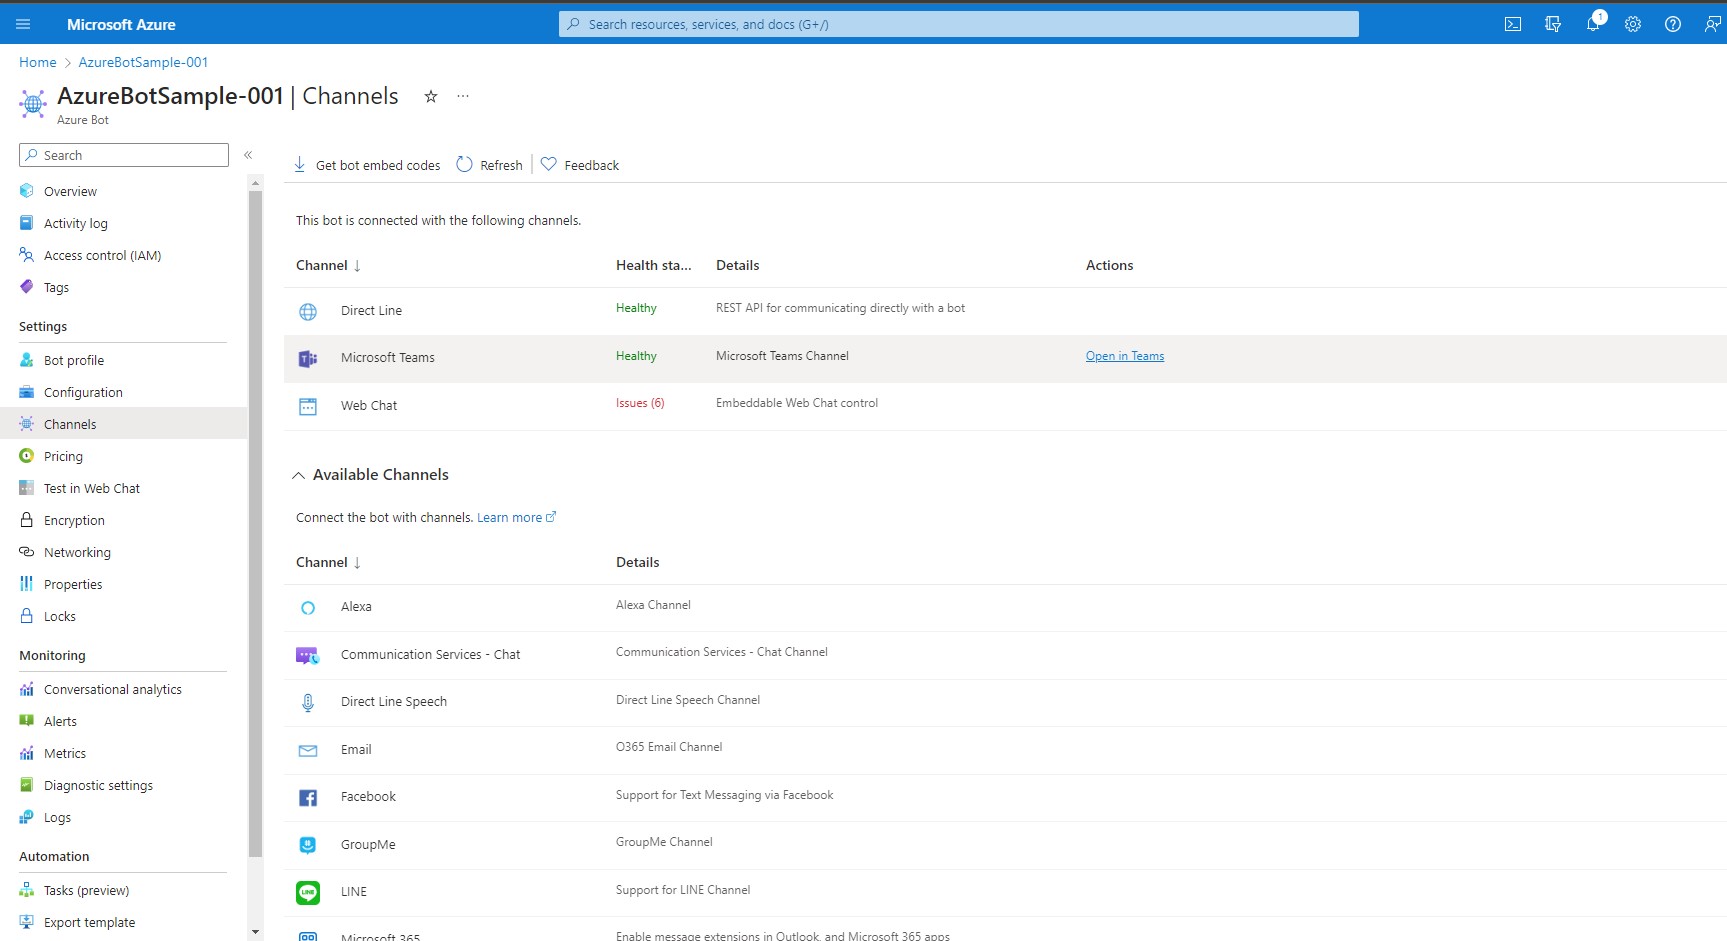 Microsoft Azure
Search resources, services, and docs (G+/)
1
Home > AzureBotSample-001
AzureBotSample-001 | Channels
Azure Bot
Search
Overview
Activity log
Access control (IAM)
Tags
Settings
Bot profile
Configuration
Channels
Pricing
Test in Web Chat
Encryption
Networking
Properties
Locks
Monitoring
Conversational analytics
Alerts
Metrics
Diagnostic settings
Logs
Automation
Tasks (preview)
Export template
Get bot embed codes Refresh Feedback
This bot is connected with the following channels.
Channel ↓ Health sta... Details Actions
Direct Line Healthy REST API for communicating directly with a bot
Microsoft Teams Healthy Microsoft Teams Channel Open in Teams
Web Chat Issues (6) Embeddable Web Chat control
Available Channels
Connect the bot with channels. Learn more
Channel ↓ Details
Alexa Alexa Channel
Communication Services - Chat Communication Services - Chat Channel
Direct Line Speech Direct Line Speech Channel
Email O365 Email Channel
Facebook Support for Text Messaging via Facebook
GroupMe GroupMe Channel
LINE Support for LINE Channel
Microsoft 365 Enable message extensions in Outlook, and Microsoft 365 apps